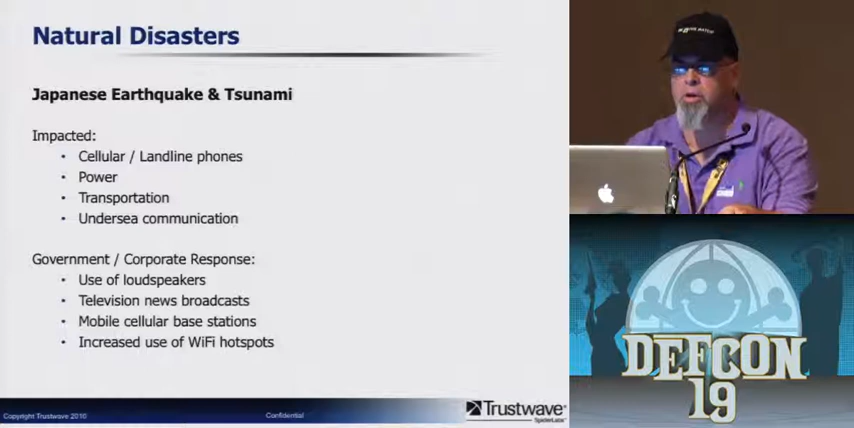 Natural Disasters
Japanese Earthquake & Tsunami
Impacted:
• Cellular / Landline phones
• Power
• Transportation
• Undersea communication
Government / Corporate Response:
• Use of loudspeakers
• Television news broadcasts
• Mobile cellular base stations
• Increased use of WiFi hotspots
Copyright Trustwave 2010
Confidential
Trustwave
SpiderLabs
DEFCON
19